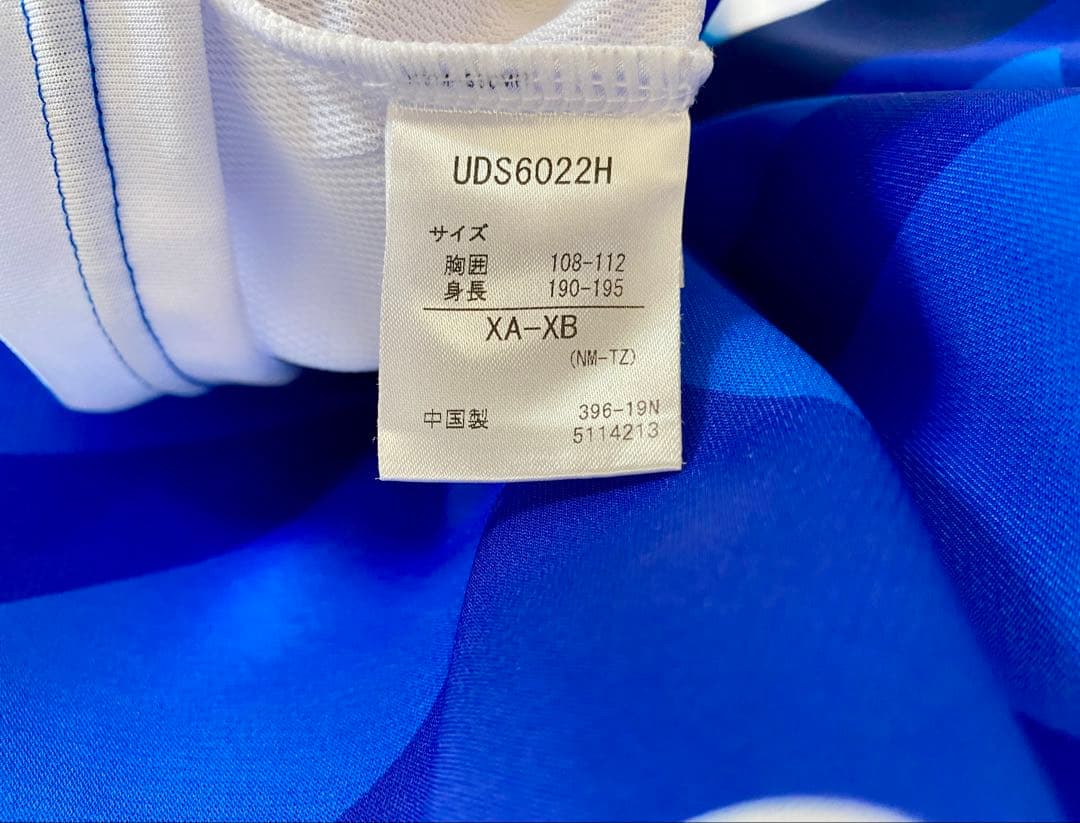 UDS6022H
サイズ
胸囲 108-112
身長 190-195
XA-XB
(NM-TZ)
中国製 396-19N
5114213